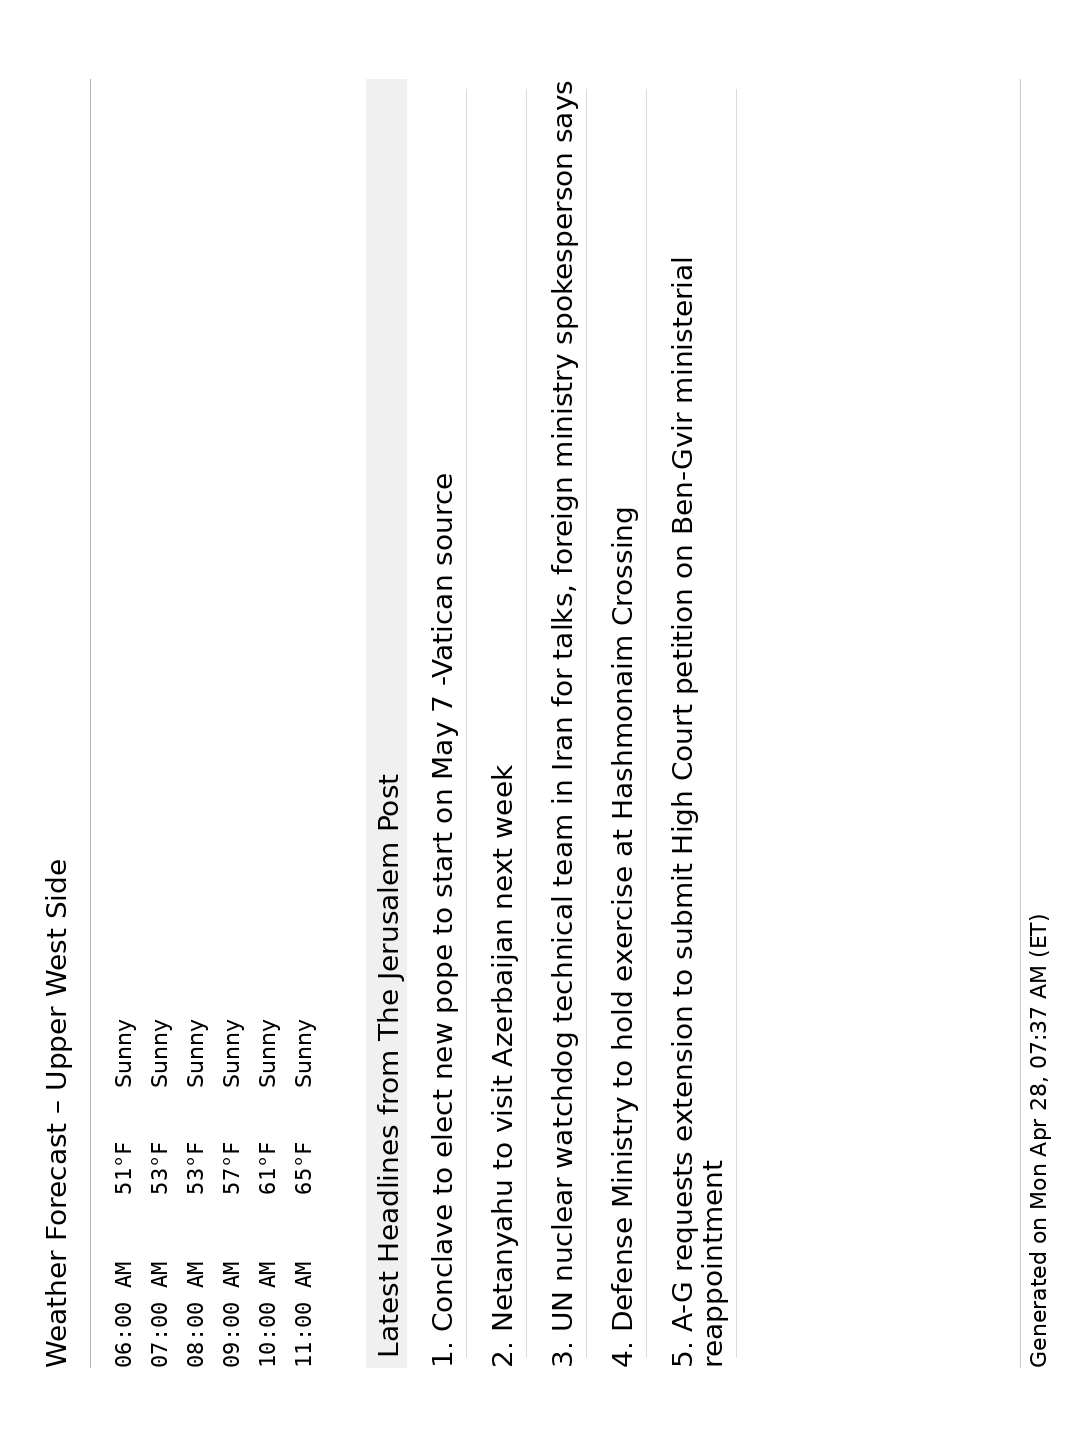 Weather Forecast – Upper West Side
06:00 AM 51°F Sunny
07:00 AM 53°F Sunny
08:00 AM 53°F Sunny
09:00 AM 57°F Sunny
10:00 AM 61°F Sunny
11:00 AM 65°F Sunny
Latest Headlines from The Jerusalem Post
1. Conclave to elect new pope to start on May 7 -Vatican source
2. Netanyahu to visit Azerbaijan next week
3. UN nuclear watchdog technical team in Iran for talks, foreign ministry spokesperson says
4. Defense Ministry to hold exercise at Hashmonaim Crossing
5. A-G requests extension to submit High Court petition on Ben-Gvir ministerial
reappointment
Generated on Mon Apr 28, 07:37 AM (ET)